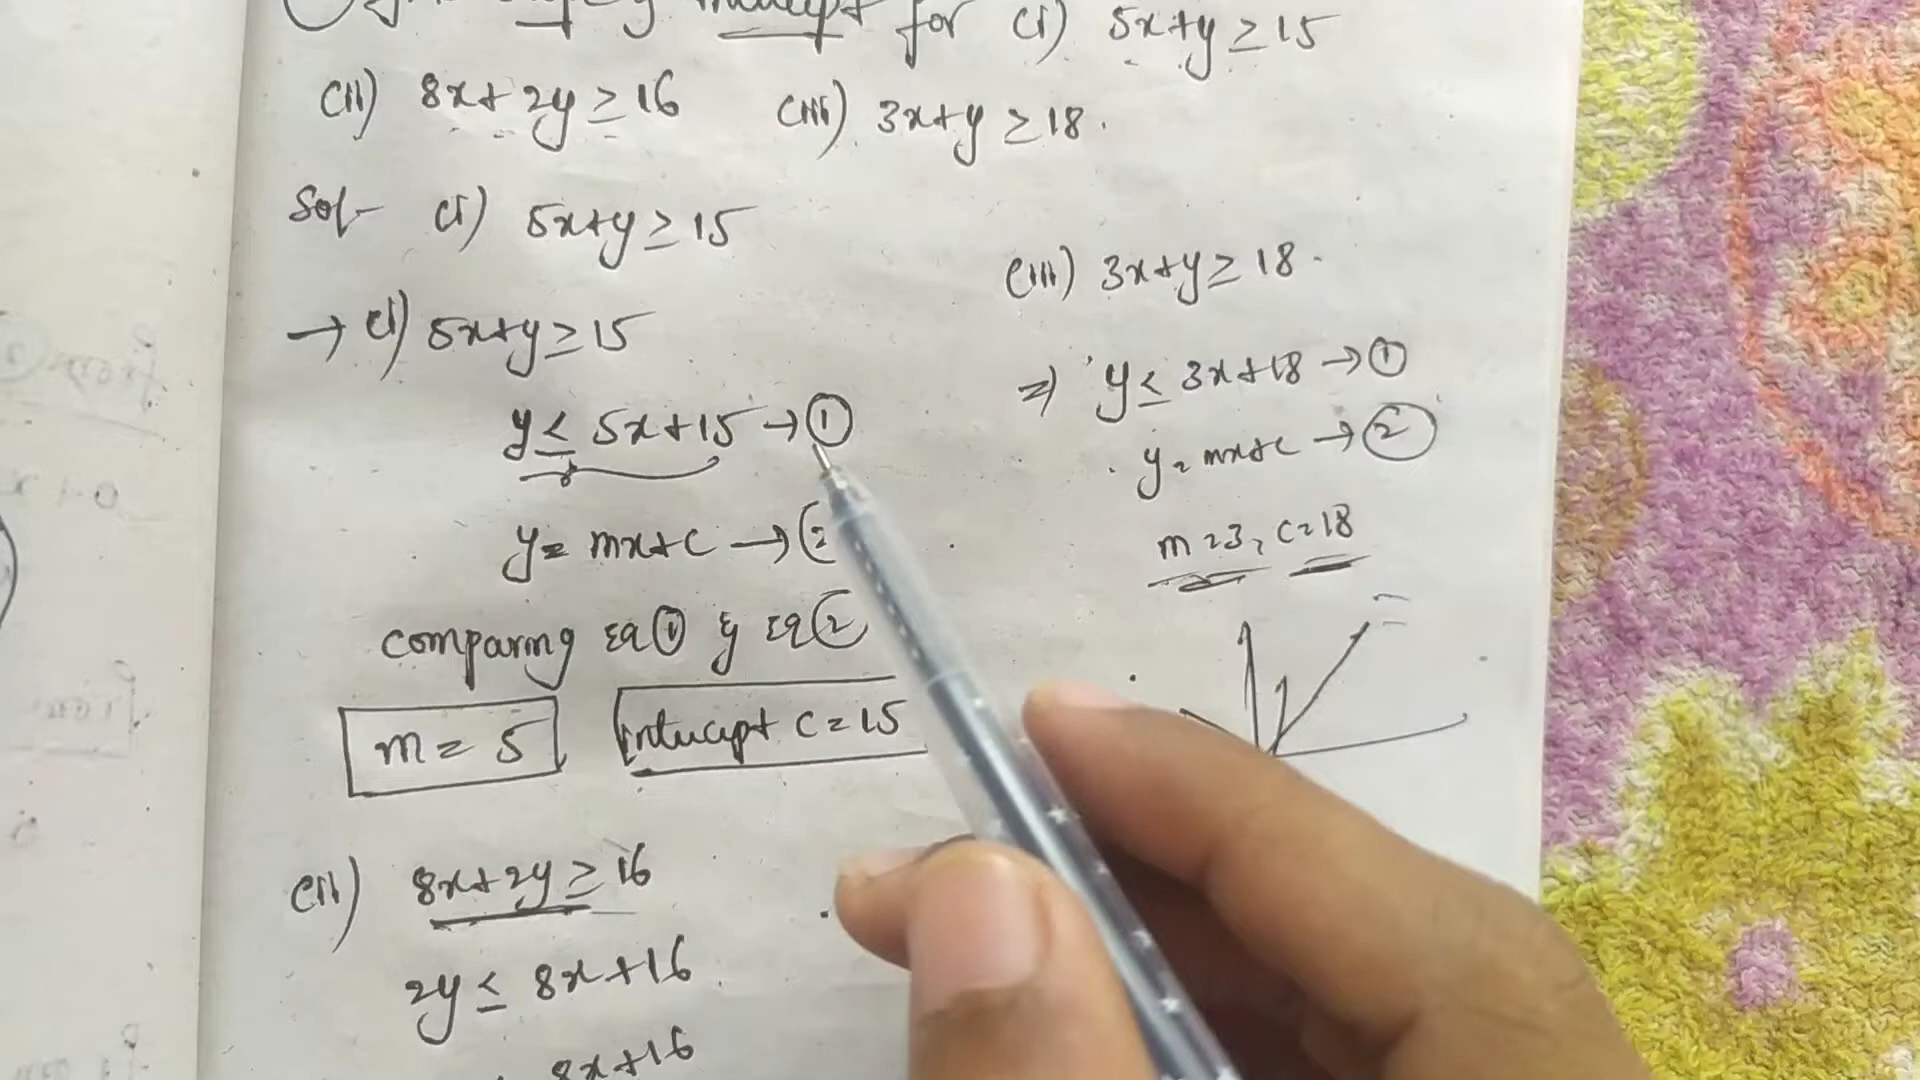 for (i) 5x+y ≥ 15
(ii) 8x+2y ≥ 16 (iii) 3x+y ≥ 18.
Sol- (i) 5x+y ≥ 15
→ (i) 5x+y ≥ 15
y ≤ 5x+15 → ①
y = mx+c → ②
comparing Eq ① & Eq ②
m = 5 intercept c = 15
(ii) 8x+2y ≥ 16
2y ≤ 8x+16
8x+16
(iii) 3x+y ≥ 18.
⇒ y ≤ 3x+18 → ①
y = mx+c → ②
m = 3, c = 18